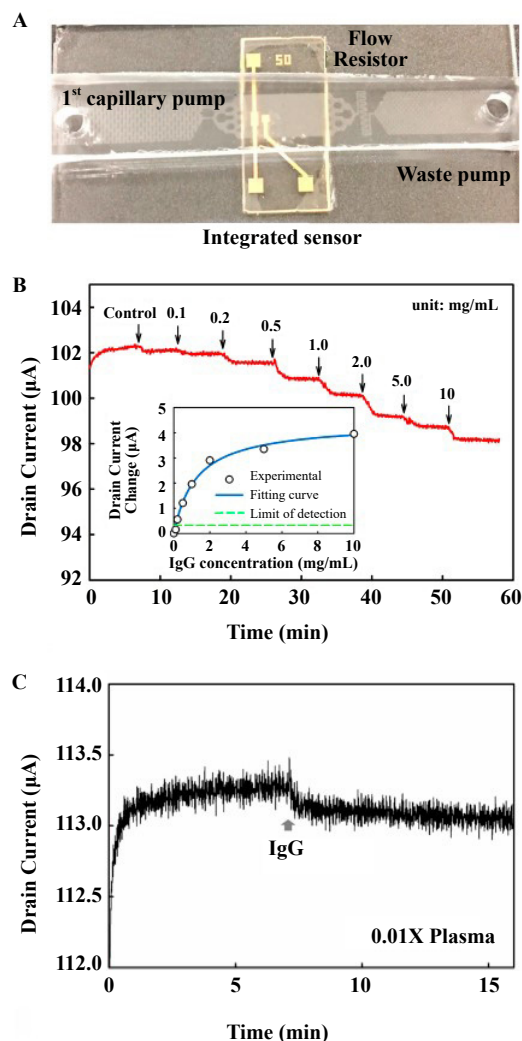 A
Flow
Resistor
50
1st capillary pump
Waste pump
Integrated sensor
B
104
102
100
98
96
94
92
Drain Current (µA)
Control
0.1
0.2
0.5
1.0
2.0
5.0
10
unit: mg/mL
Drain Current
Change (µA)
5
4
3
2
1
0
Experimental
Fitting curve
Limit of detection
0 2 4 6 8 10
IgG concentration (mg/mL)
0 10 20 30 40 50 60
Time (min)
C
114.0
113.5
113.0
112.5
112.0
Drain Current (µA)
IgG
0.01X Plasma
0 5 10 15
Time (min)